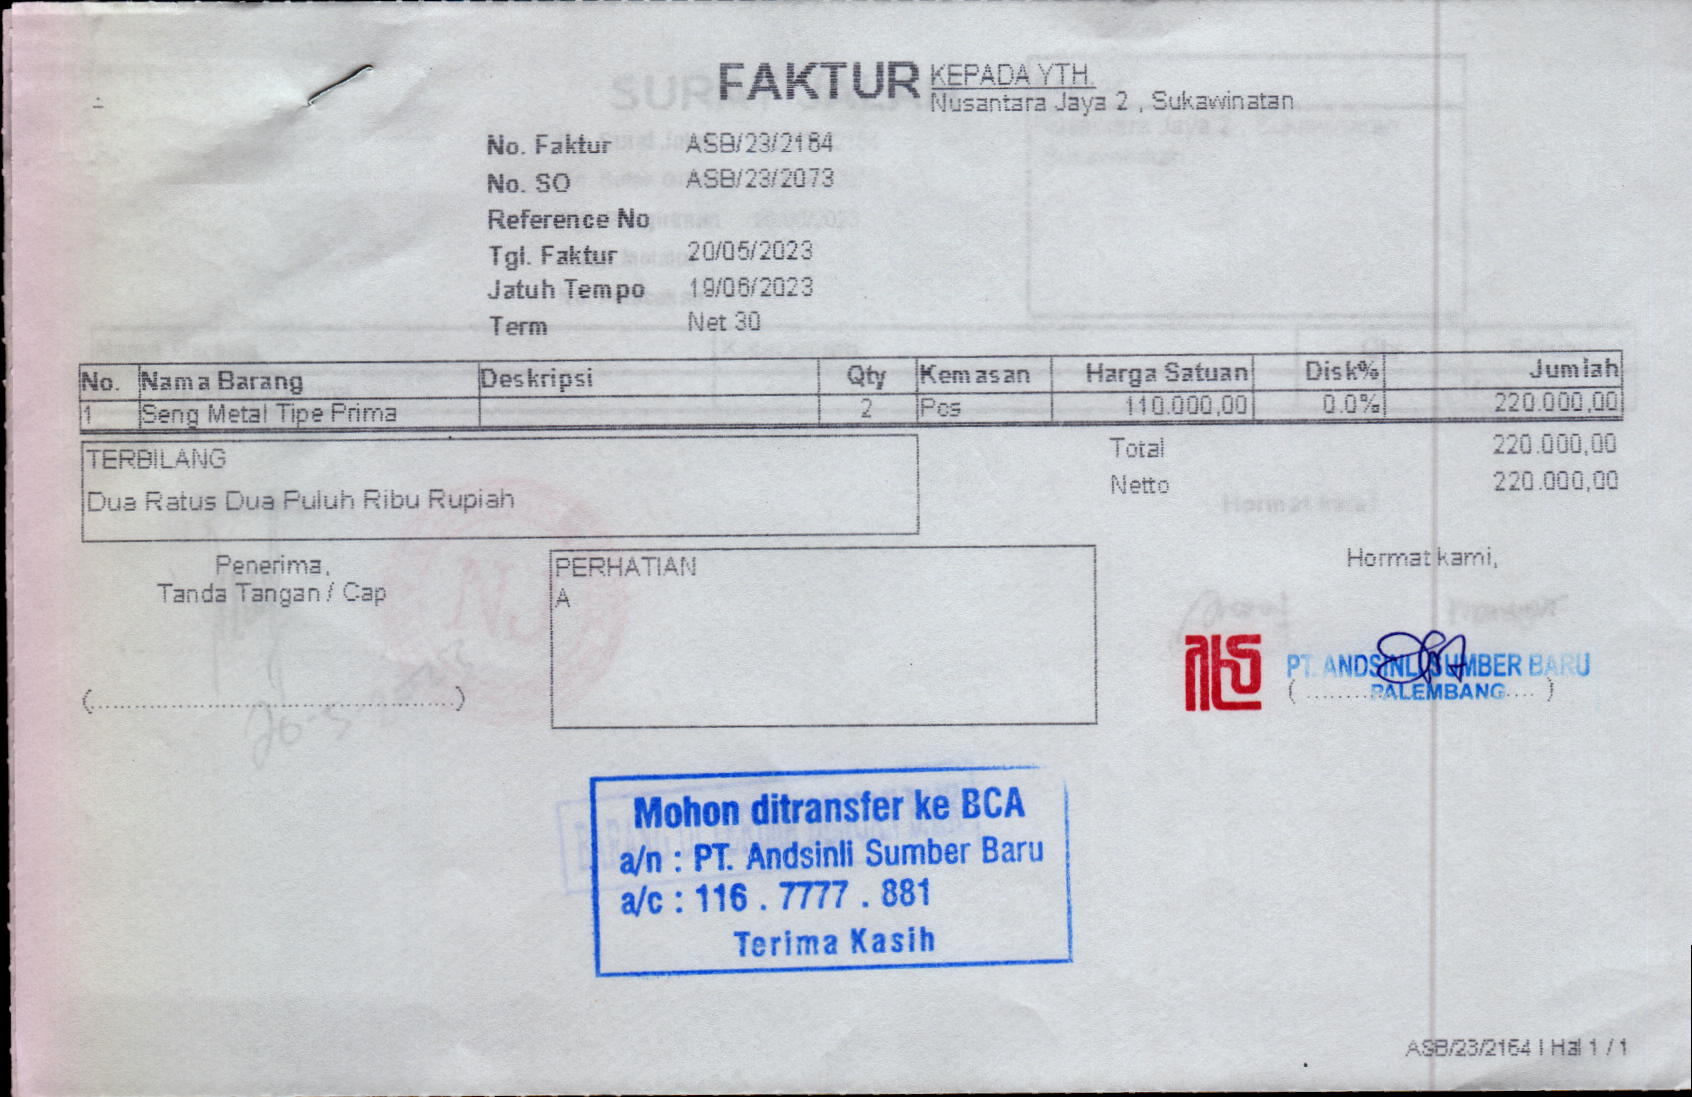 FAKTUR
KEPADA YTH.
Nusantara Jaya 2 , Sukawinatan
No. Faktur ASB/23/2164
No. SO ASB/23/2073
Reference No
Tgl. Faktur 20/05/2023
Jatuh Tempo 19/06/2023
Term Net 30
No. Nama Barang Deskripsi Qty Kemasan Harga Satuan Disk% Jumlah
1 Seng Metal Tipe Prima 2 Pcs 110.000,00 0.0% 220.000,00
TERBILANG
Dua Ratus Dua Puluh Ribu Rupiah
Total 220.000,00
Netto 220.000,00
Penerima,
Tanda Tangan / Cap
(..........................................................)
PERHATIAN
A
Hormat kami,
PT. ANDSINLI SUMBER BARU
PALEMBANG
Mohon ditransfer ke BCA
a/n : PT. Andsinli Sumber Baru
a/c : 116 . 7777 . 881
Terima Kasih
ASB/23/2164 | Hal 1 / 1